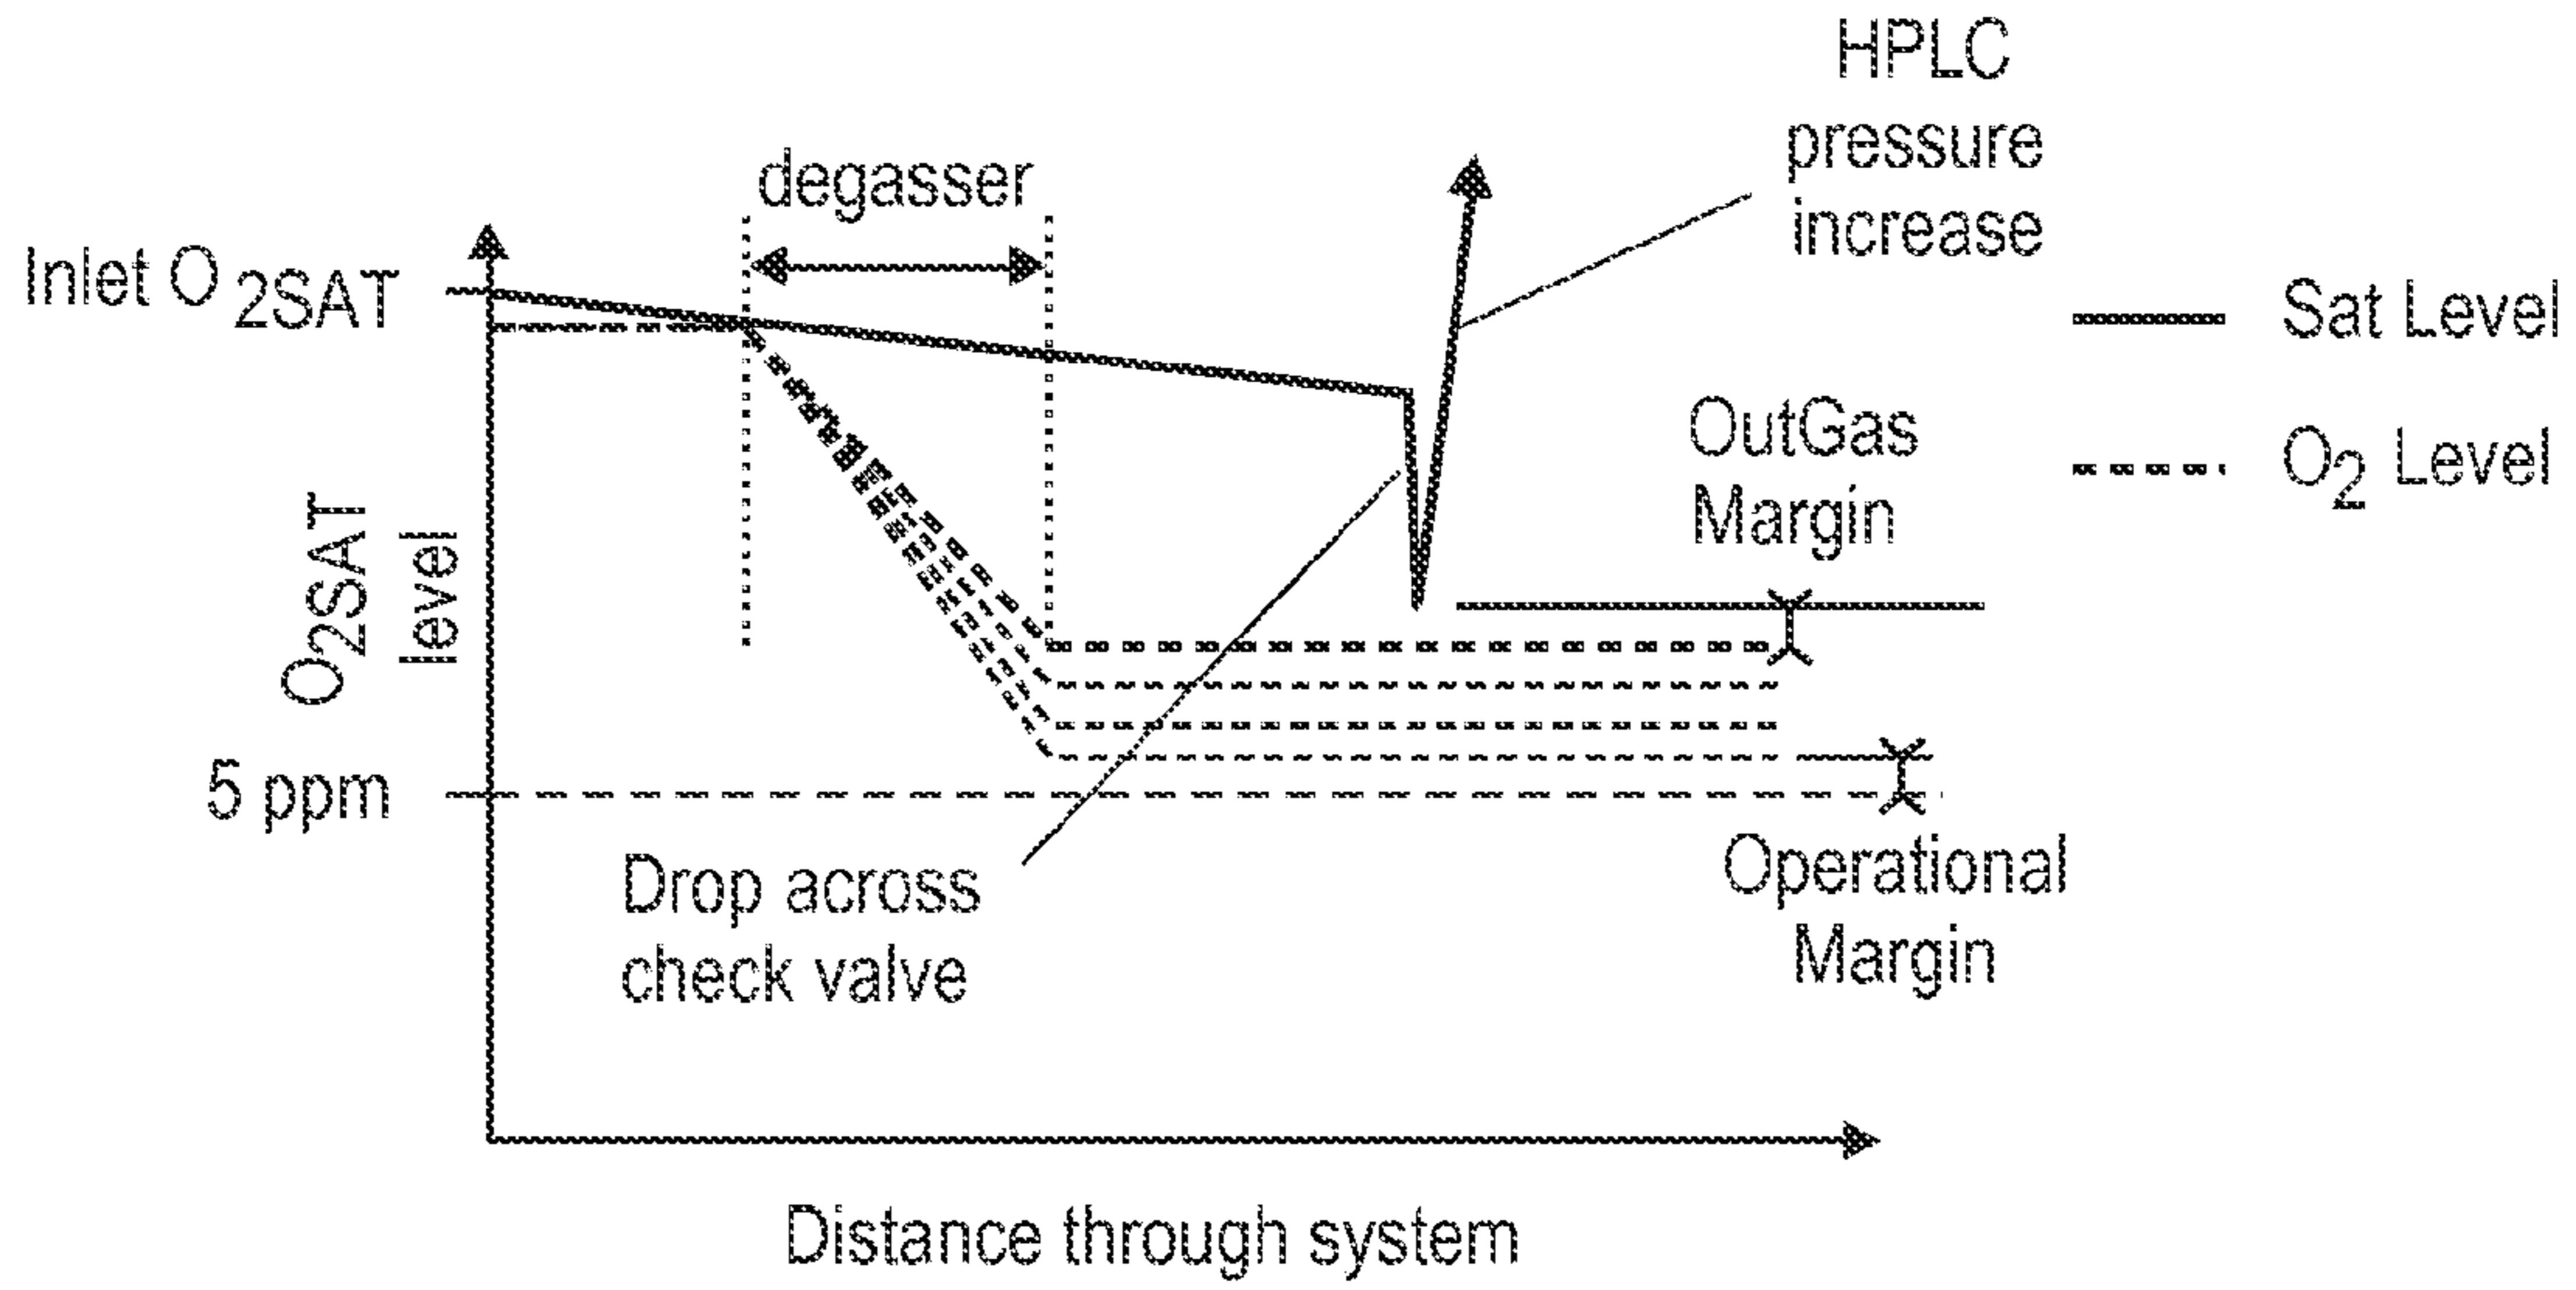 HPLC
pressure
increase
degasser
Inlet O2SAT
Sat Level
OutGas
Margin
O2 Level
O2SAT
level
5 ppm
Drop across
check valve
Operational
Margin
Distance through system